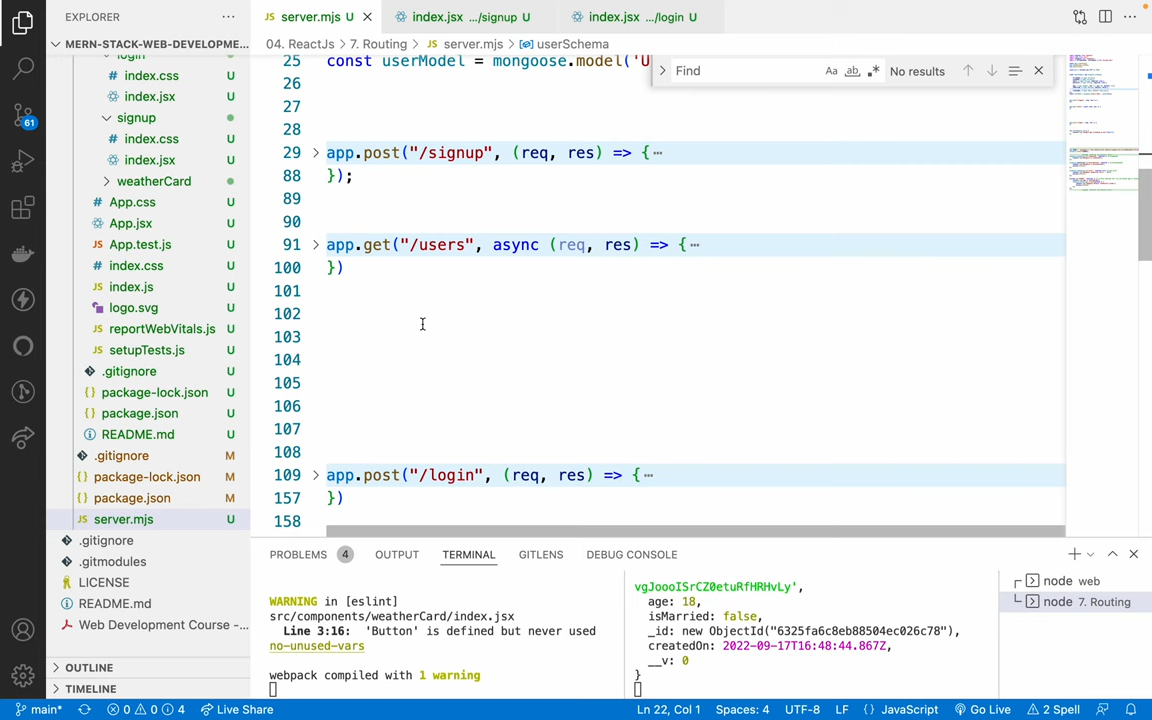 EXPLORER
MERN-STACK-WEB-DEVELOPME...
login
index.css U
index.jsx U
signup
index.css U
index.jsx U
weatherCard
App.css U
App.jsx U
App.test.js U
index.css U
index.js U
logo.svg U
reportWebVitals.js U
setupTests.js U
.gitignore U
package-lock.json U
package.json U
README.md U
.gitignore M
package-lock.json M
package.json M
server.mjs U
.gitignore
.gitmodules
LICENSE
README.md
Web Development Course -...
OUTLINE
TIMELINE
61
server.mjs U
index.jsx .../signup U
index.jsx .../login U
04. ReactJs > 7. Routing > JS server.mjs > userSchema
Find
Aa ab .* No results
25 const userModel = mongoose.model('U
26
27
28
29 app.post("/signup", (req, res) => {⋯
88 });
89
90
91 app.get("/users", async (req, res) => {⋯
100 })
101
102
103
104
105
106
107
108
109 app.post("/login", (req, res) => {⋯
157 })
158
PROBLEMS 4 OUTPUT TERMINAL GITLENS DEBUG CONSOLE
WARNING in [eslint]
src/components/weatherCard/index.jsx
Line 3:16: 'Button' is defined but never used
no-unused-vars
webpack compiled with 1 warning
vgJoooISrCZ0etuRfHRHvLy',
age: 18,
isMarried: false,
_id: new ObjectId("6325fa6c8eb88504ec026c78"),
createdOn: 2022-09-17T16:48:44.867Z,
__v: 0
}
node web
node 7. Routing
main* 0 0 4 Live Share Ln 22, Col 1 Spaces: 4 UTF-8 LF {} JavaScript Go Live 2 Spell